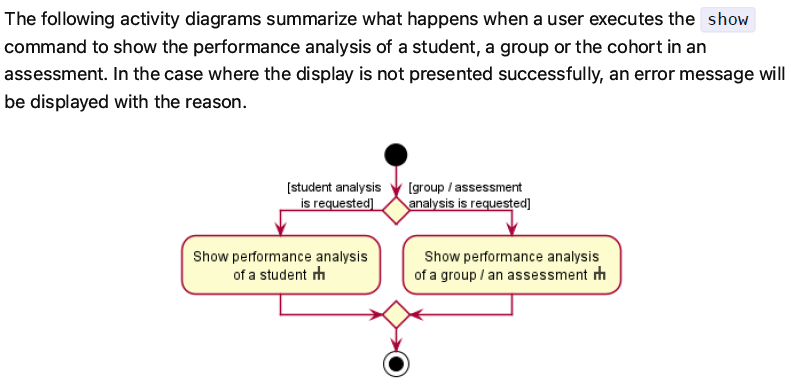 The following activity diagrams summarize what happens when a user executes the show
command to show the performance analysis of a student, a group or the cohort in an
assessment. In the case where the display is not presented successfully, an error message will
be displayed with the reason.
[student analysis
is requested]
[group / assessment
analysis is requested]
Show performance analysis
of a student
Show performance analysis
of a group / an assessment